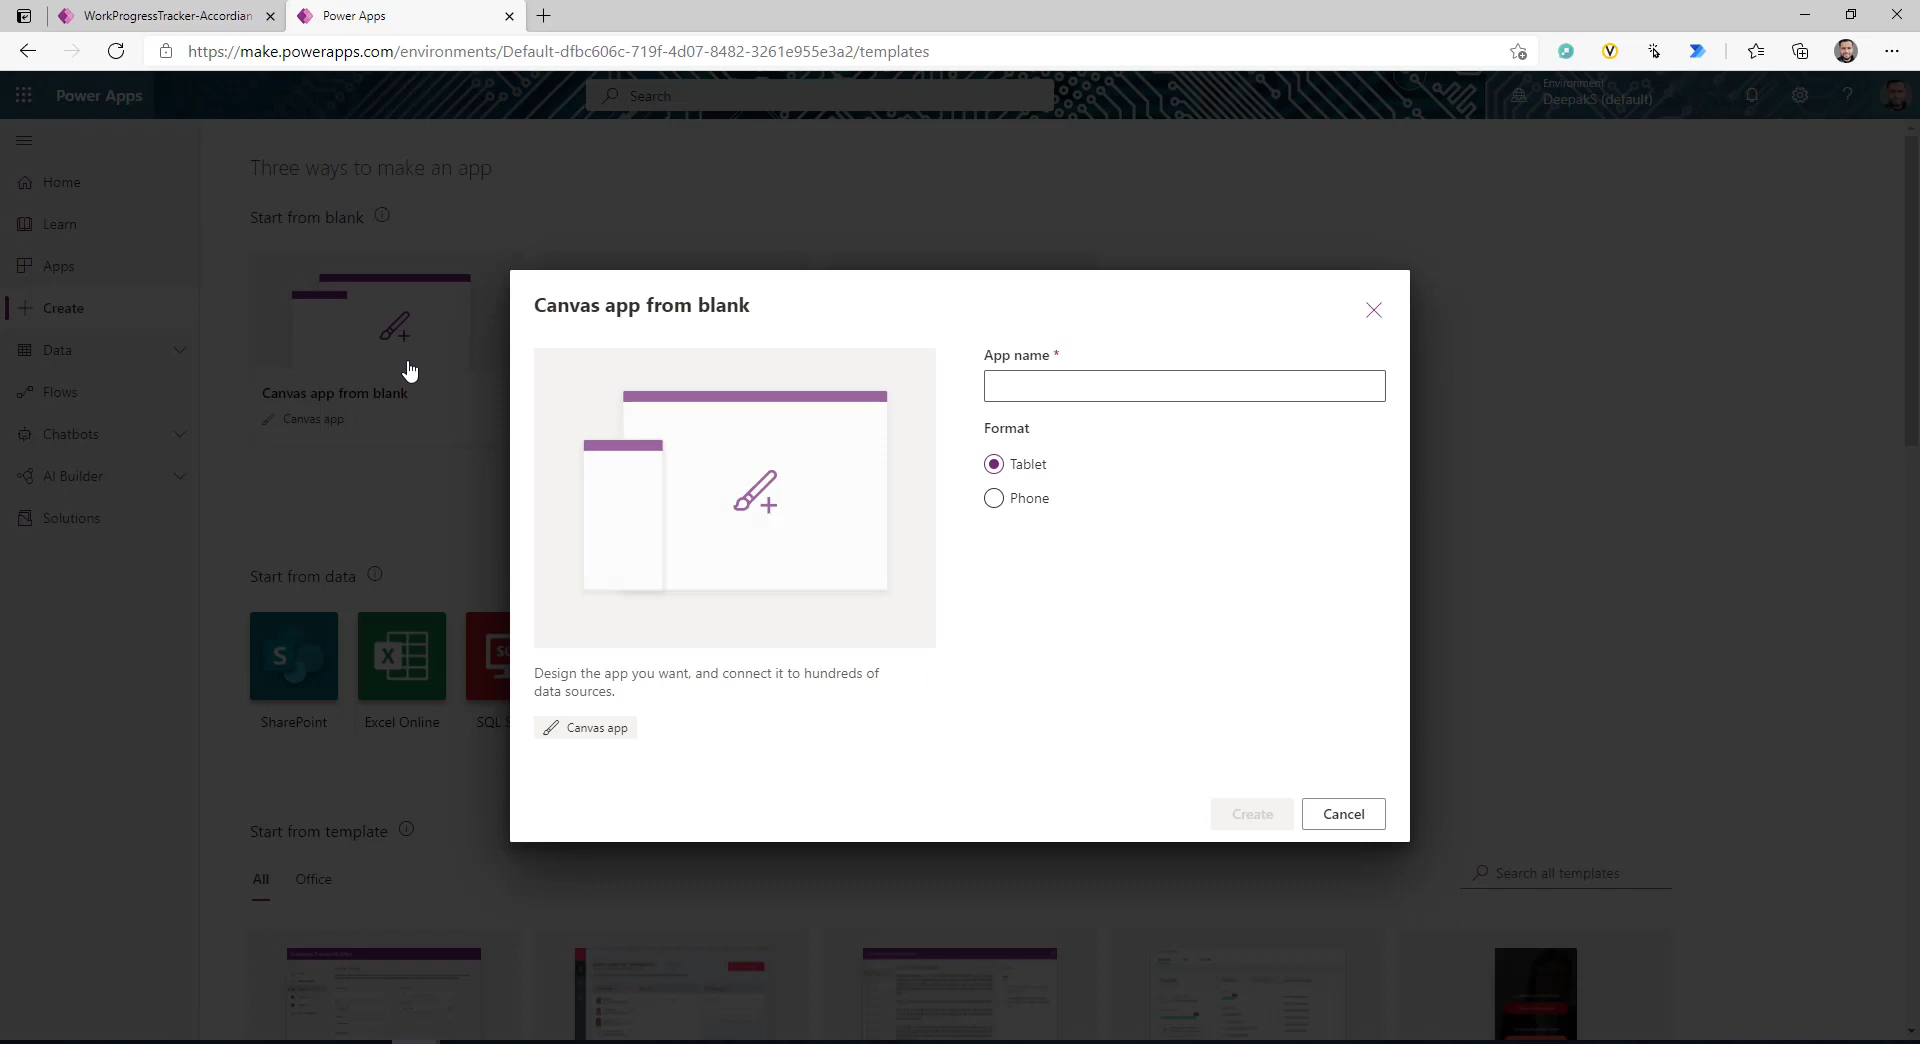 WorkProgressTracker-Accordian
Power Apps
https://make.powerapps.com/environments/Default-dfbc606c-719f-4d07-8482-3261e955e3a2/templates
Power Apps
Search
Environment
DeepakS (default)
Three ways to make an app
Home
Start from blank
Learn
Apps
Create
Data
Flows
Chatbots
AI Builder
Solutions
Canvas app from blank
Canvas app
Canvas app from blank
App name *
Format
Tablet
Phone
Design the app you want, and connect it to hundreds of
data sources.
Canvas app
Create
Cancel
Start from data
SharePoint
Excel Online
SQL
Start from template
All
Office
Search all templates